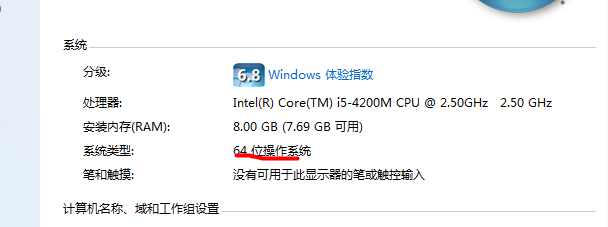 系统
分级:
6.8 Windows 体验指数
处理器:
Intel(R) Core(TM) i5-4200M CPU @ 2.50GHz 2.50 GHz
安装内存(RAM):
8.00 GB (7.69 GB 可用)
系统类型:
64 位操作系统
笔和触摸:
没有可用于此显示器的笔或触控输入
计算机名称、域和工作组设置